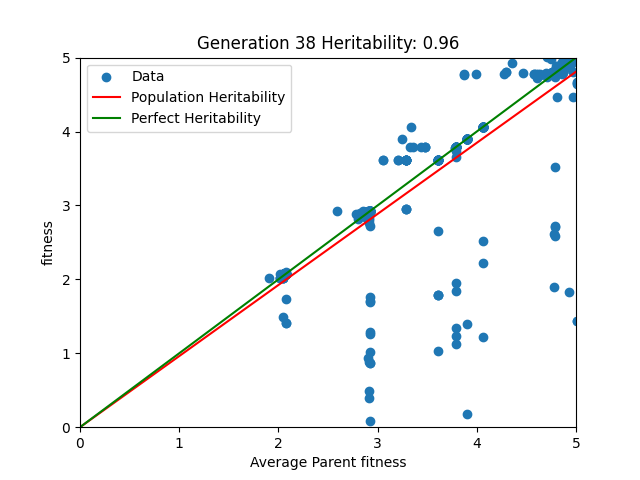 Generation 38 Heritability: 0.96
Data
Population Heritability
Perfect Heritability
fitness
5
4
3
2
1
0
0 1 2 3 4 5
Average Parent fitness